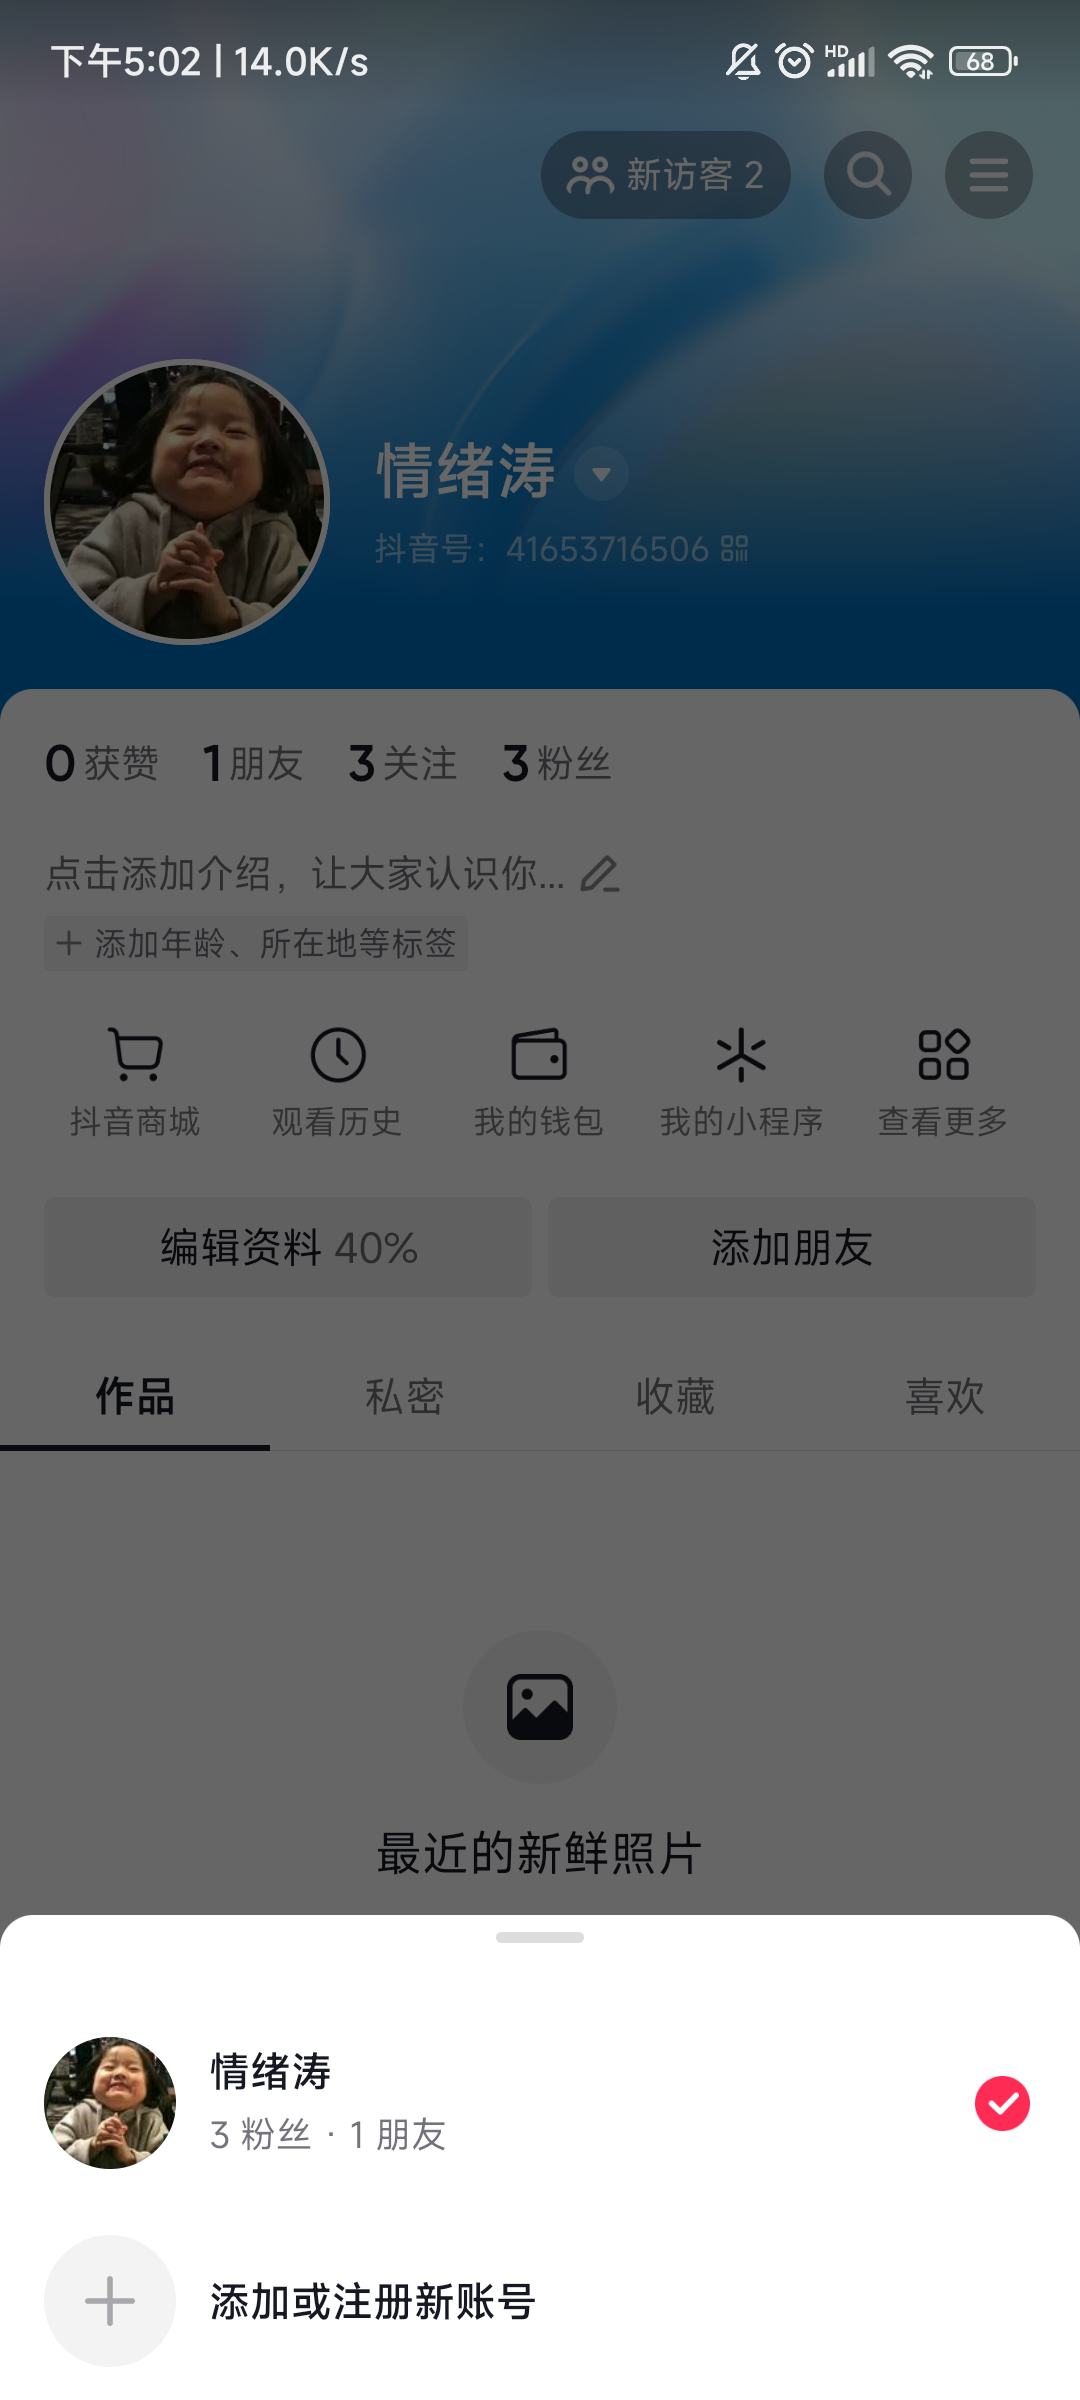 下午5:02 | 14.0K/s
HD
68
新访客 2
情绪涛
抖音号：41653716506
0 获赞 1 朋友 3 关注 3 粉丝
点击添加介绍，让大家认识你...
+ 添加年龄、所在地等标签
抖音商城 观看历史 我的钱包 我的小程序 查看更多
编辑资料 40% 添加朋友
作品 私密 收藏 喜欢
最近的新鲜照片
情绪涛
3 粉丝 · 1 朋友
添加或注册新账号